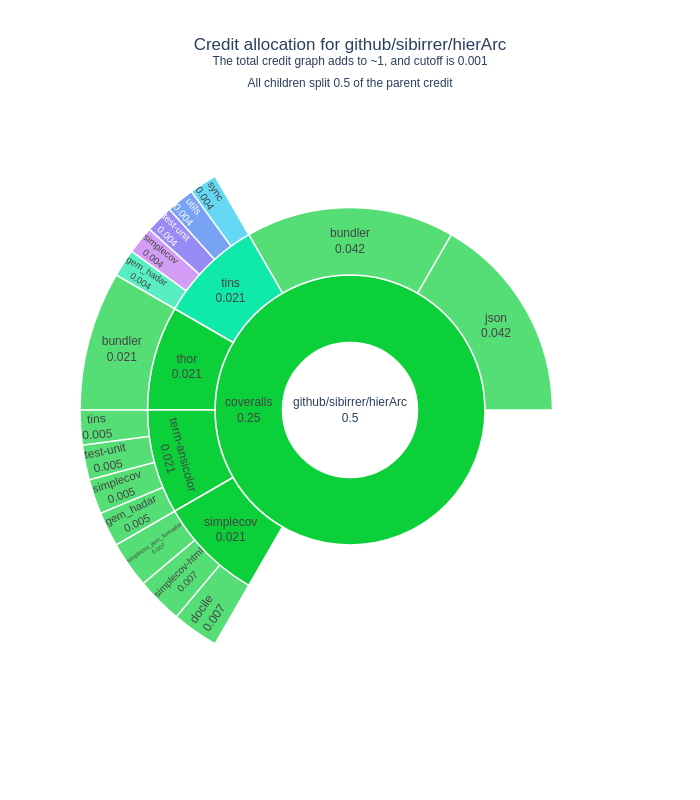 Credit allocation for github/sibirrer/hierArc
The total credit graph adds to ~1, and cutoff is 0.001
All children split 0.5 of the parent credit
github/sibirrer/hierArc
0.5
coveralls
0.25
json
0.042
bundler
0.042
tins
0.021
sync
0.004
utils
0.004
test-unit
0.004
simplecov
0.004
gem_hadar
0.004
thor
0.021
bundler
0.021
term-ansicolor
0.021
tins
0.005
test-unit
0.005
simplecov
0.005
gem_hadar
0.005
simplecov
0.021
simplecov_json_formatter
0.007
simplecov-html
0.007
docile
0.007